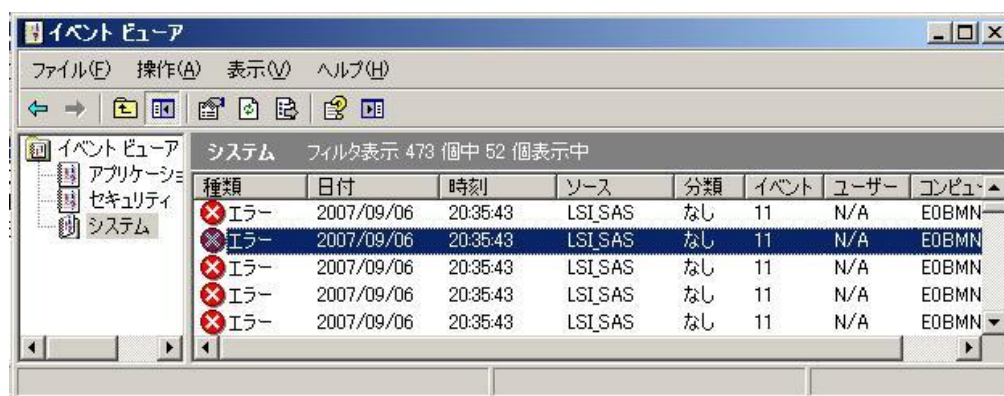 イベント ビューア
ファイル(F) 操作(A) 表示(V) ヘルプ(H)
イベント ビューア
アプリケーショ
セキュリティ
システム
システム フィルタ表示 473 個中 52 個表示中
種類 日付 時刻 ソース 分類 イベント ユーザー コンピュ
エラー 2007/09/06 20:35:43 LSI_SAS なし 11 N/A E0BMN
エラー 2007/09/06 20:35:43 LSI_SAS なし 11 N/A E0BMN
エラー 2007/09/06 20:35:43 LSI_SAS なし 11 N/A E0BMN
エラー 2007/09/06 20:35:43 LSI_SAS なし 11 N/A E0BMN
エラー 2007/09/06 20:35:43 LSI_SAS なし 11 N/A E0BMN